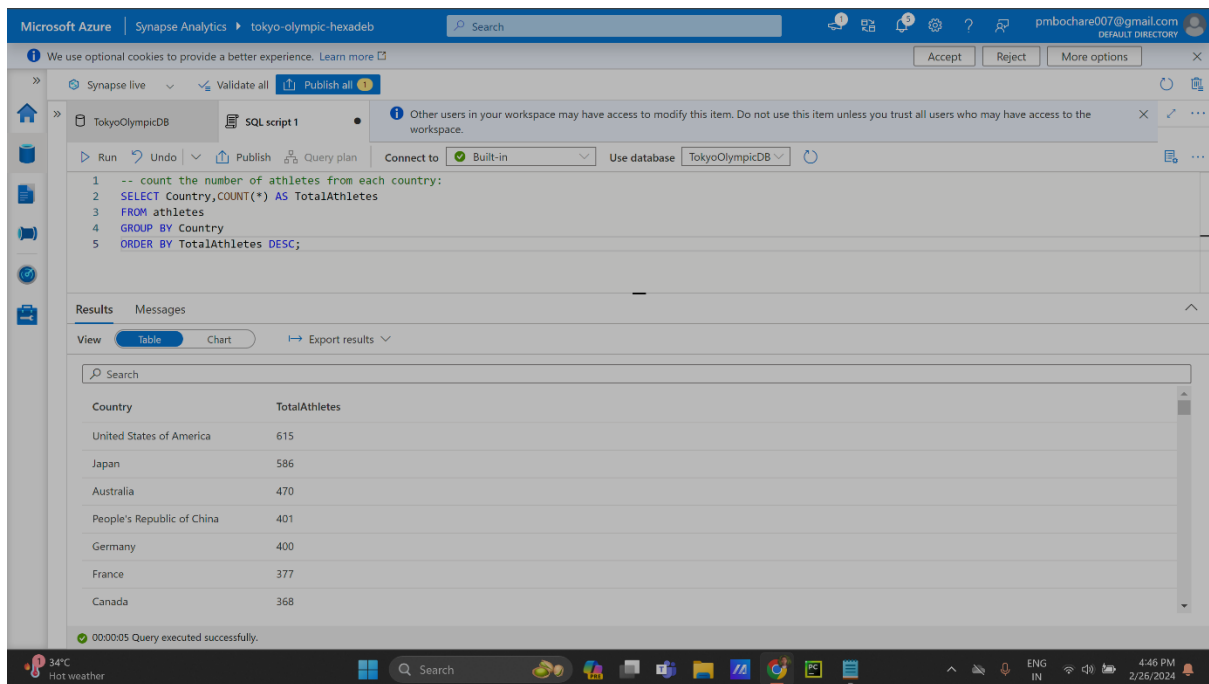 Microsoft Azure | Synapse Analytics ▸ tokyo-olympic-hexadeb
Search
1
5
pmbochare007@gmail.com
DEFAULT DIRECTORY
We use optional cookies to provide a better experience. Learn more
Accept
Reject
More options
Synapse live
Validate all
Publish all 1
TokyoOlympicDB
SQL script 1
Other users in your workspace may have access to modify this item. Do not use this item unless you trust all users who may have access to the
workspace.
Run
Undo
Publish
Query plan
Connect to
Built-in
Use database
TokyoOlympicDB
1 -- count the number of athletes from each country:
2 SELECT Country,COUNT(*) AS TotalAthletes
3 FROM athletes
4 GROUP BY Country
5 ORDER BY TotalAthletes DESC;
Results
Messages
View
Table
Chart
Export results
Search
Country TotalAthletes
United States of America 615
Japan 586
Australia 470
People's Republic of China 401
Germany 400
France 377
Canada 368
00:00:05 Query executed successfully.
1
34°C
Hot weather
Search
PRE
PC
ENG
IN
4:46 PM
2/26/2024